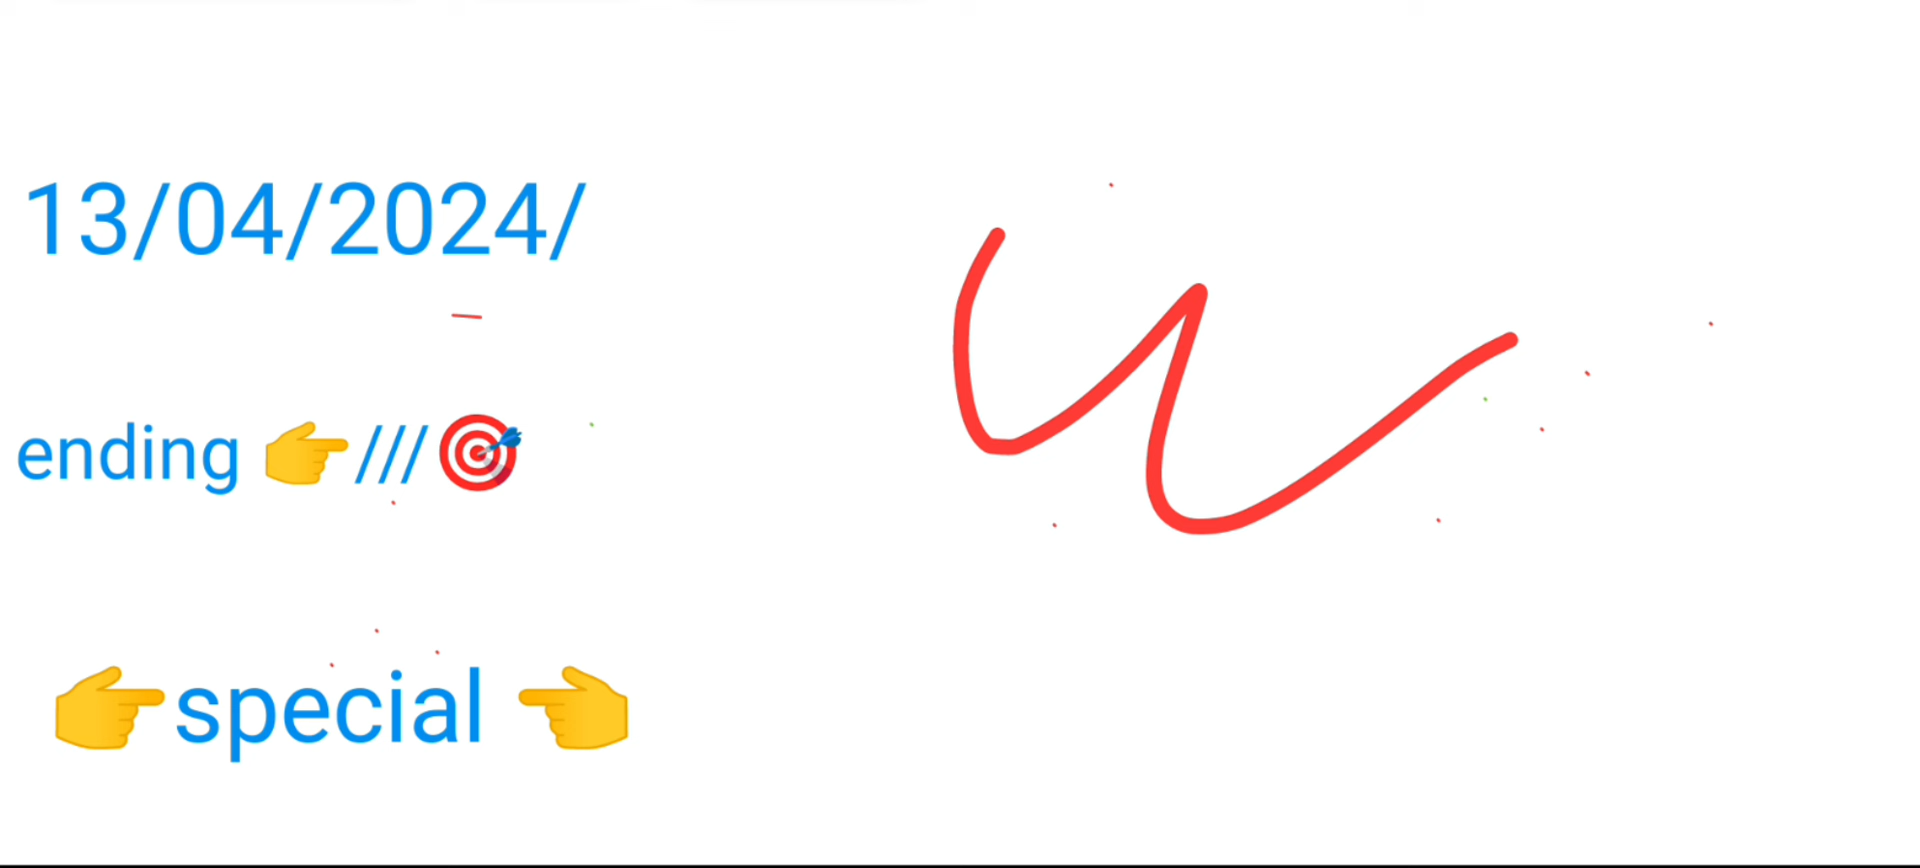 13/04/2024/
ending 👉///🎯
👉special 👈